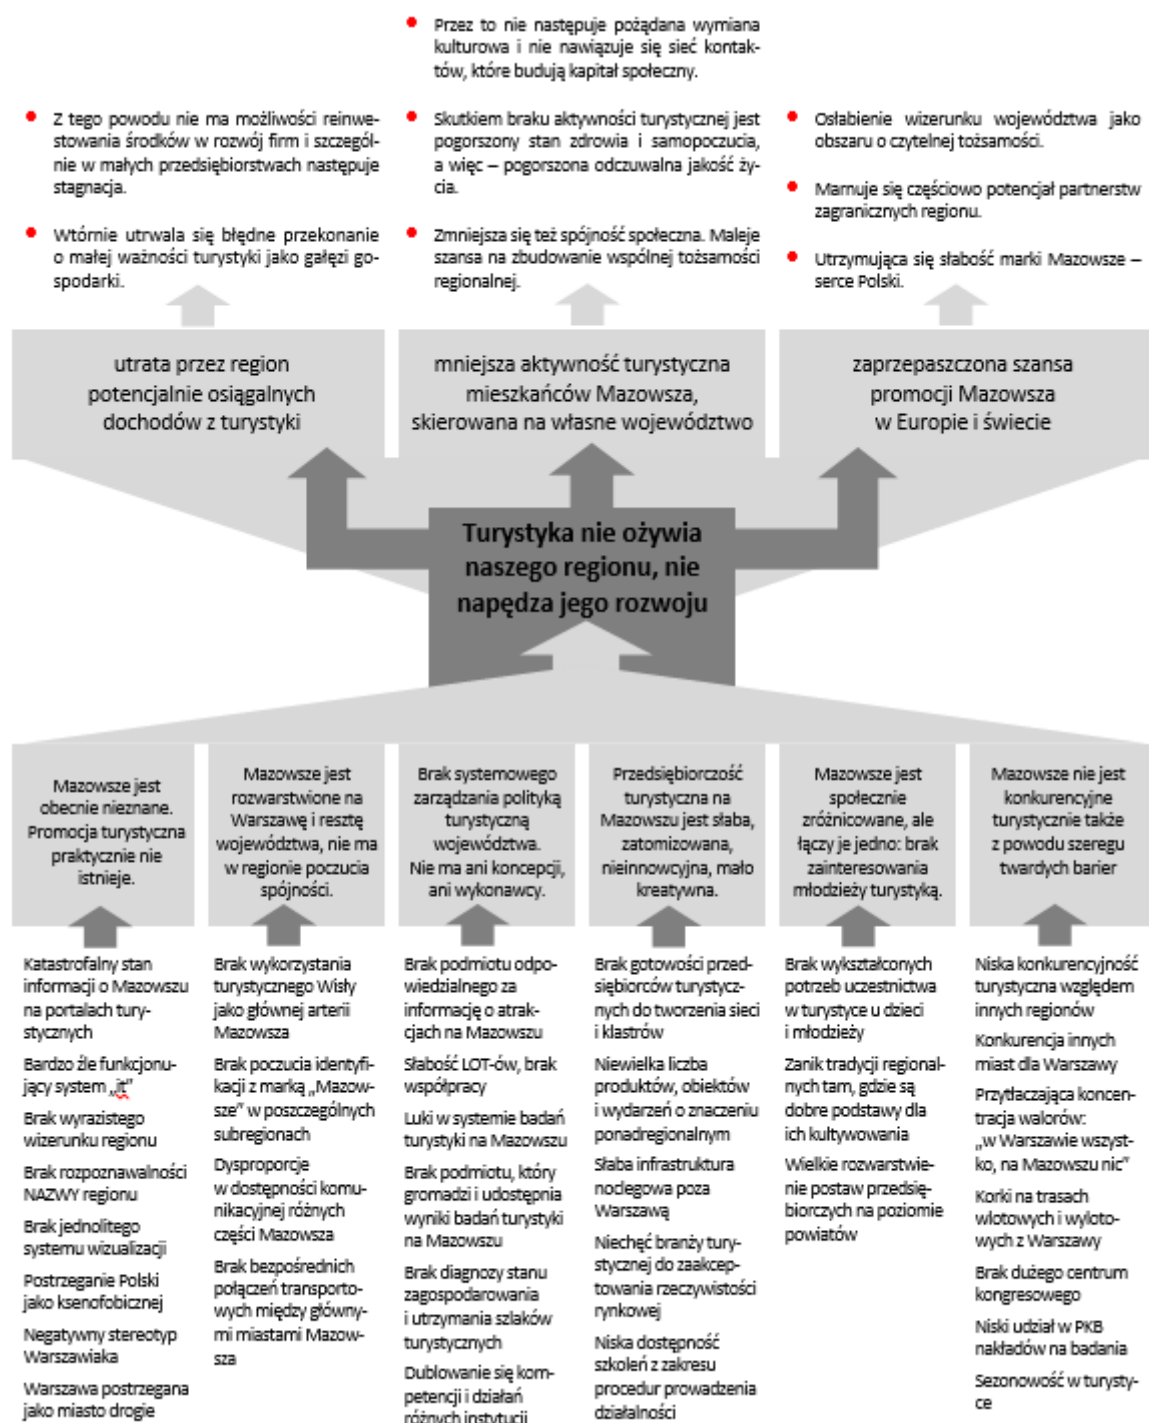 • Przez to nie następuje pożądana wymiana
kulturowa i nie nawiązuje się sieć kontak-
tów, które budują kapitał społeczny.
• Z tego powodu nie ma możliwości reinwe-
stowania środków w rozwój firm i szczegól-
nie w małych przedsiębiorstwach następuje
stagnacja.
• Wtórnie utrwala się błędne przekonanie
o małej ważności turystyki jako gałęzi go-
spodarki.
• Skutkiem braku aktywności turystycznej jest
pogorszony stan zdrowia i samopoczucia,
a więc – pogorszona odczuwalna jakość ży-
cia.
• Zmniejsza się też spójność społeczna. Maleje
szansa na zbudowanie wspólnej tożsamości
regionalnej.
• Osłabienie wizerunku województwa jako
obszaru o czytelnej tożsamości.
• Marnuje się częściowo potencjał partnerstw
zagranicznych regionu.
• Utrzymująca się słabość marki Mazowsze –
serce Polski.
utrata przez region
potencjalnie osiągalnych
dochodów z turystyki
mniejsza aktywność turystyczna
mieszkańców Mazowsza,
skierowana na własne województwo
zaprzepaszczona szansa
promocji Mazowsza
w Europie i świecie
Turystyka nie ożywia
naszego regionu, nie
napędza jego rozwoju
Mazowsze jest
obecnie nieznane.
Promocja turystyczna
praktycznie nie
istnieje.
Mazowsze jest
rozwarstwione na
Warszawę i resztę
województwa, nie ma
w regionie poczucia
spójności.
Brak systemowego
zarządzania polityką
turystyczną
województwa.
Nie ma ani koncepcji,
ani wykonawcy.
Przedsiębiorczość
turystyczna na
Mazowszu jest słaba,
zatomizowana,
nieinnowcyjna, mało
kreatywna.
Mazowsze jest
społecznie
zróżnicowane, ale
łączy je jedno: brak
zainteresowania
młodzieży turystyką.
Mazowsze nie jest
konkurencyjne
turystycznie także
z powodu szeregu
twardych barier
Katastrofalny stan
informacji o Mazowszu
na portalach tury-
stycznych
Bardzo źle funkcjonu-
jący system „it”
Brak wyrazistego
wizerunku regionu
Brak rozpoznawalności
NAZWY regionu
Brak jednolitego
systemu wizualizacji
Postrzeganie Polski
jako ksenofobicznej
Negatywny stereotyp
Warszawiaka
Warszawa postrzegana
jako miasto drogie
Brak wykorzystania
turystycznego Wisły
jako głównej arterii
Mazowsza
Brak poczucia identyfi-
kacji z marką „Mazow-
sze” w poszczególnych
subregionach
Dysproporcje
w dostępności komu-
nikacyjnej różnych
części Mazowsza
Brak bezpośrednich
połączeń transporto-
wych między główny-
mi miastami Mazow-
sza
Brak podmiotu odpo-
wiedzialnego za
informację o atrak-
cjach na Mazowszu
Słabość LOT-ów, brak
współpracy
Luki w systemie badań
turystyki na Mazowszu
Brak podmiotu, który
gromadzi i udostępnia
wyniki badań turystyki
na Mazowszu
Brak diagnozy stanu
zagospodarowania
i utrzymania szlaków
turystycznych
Dublowanie się kom-
petencji i działań
różnych instytucji
Brak gotowości przed-
siębiorców turystycz-
nych do tworzenia sieci
i klastrów
Niewielka liczba
produktów, obiektów
i wydarzeń o znaczeniu
ponadregionalnym
Słaba infrastruktura
noclegowa poza
Warszawą
Niechęć branży tury-
stycznej do zaakcep-
towania rzeczywistości
rynkowej
Niska dostępność
szkoleń z zakresu
procedur prowadzenia
działalności
Brak wykształconych
potrzeb uczestnictwa
w turystyce u dzieci
i młodzieży
Zanik tradycji regional-
nych tam, gdzie są
dobre podstawy dla
ich kultywowania
Wielkie rozwarstwie-
nie postaw przedsię-
biorczych na poziomie
powiatów
Niska konkurencyjność
turystyczna względem
innych regionów
Konkurencja innych
miast dla Warszawy
Przytłaczająca koncen-
tracja walorów:
„w Warszawie wszyst-
ko, na Mazowszu nic”
Korki na trasach
wlotowych i wyloto-
wych z Warszawy
Brak dużego centrum
kongresowego
Niski udział w PKB
nakładów na badania
Sezonowość w turysty-
ce